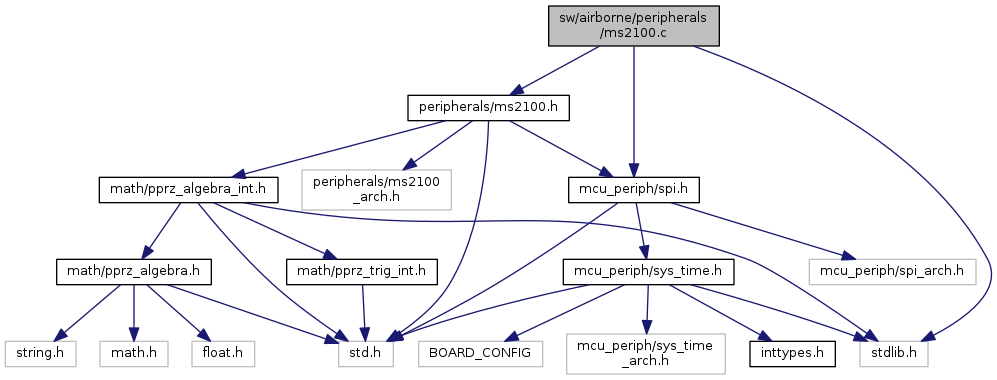 sw/airborne/peripherals
/ms2100.c
peripherals/ms2100.h
math/pprz_algebra_int.h
peripherals/ms2100
_arch.h
mcu_periph/spi.h
math/pprz_algebra.h
math/pprz_trig_int.h
mcu_periph/sys_time.h
mcu_periph/spi_arch.h
string.h
math.h
float.h
std.h
BOARD_CONFIG
mcu_periph/sys_time
_arch.h
inttypes.h
stdlib.h